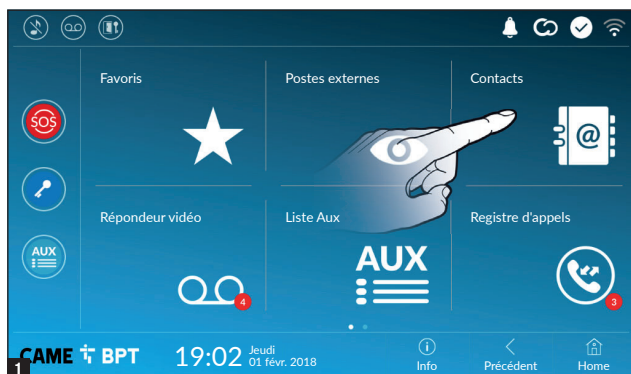 Favoris
Postes externes
Contacts
SOS
@
Répondeur vidéo
Liste Aux
Registre d'appels
AUX
AUX
4
3
CAME BPT
19:02
Jeudi
01 févr. 2018
Info
Précédent
Home
1